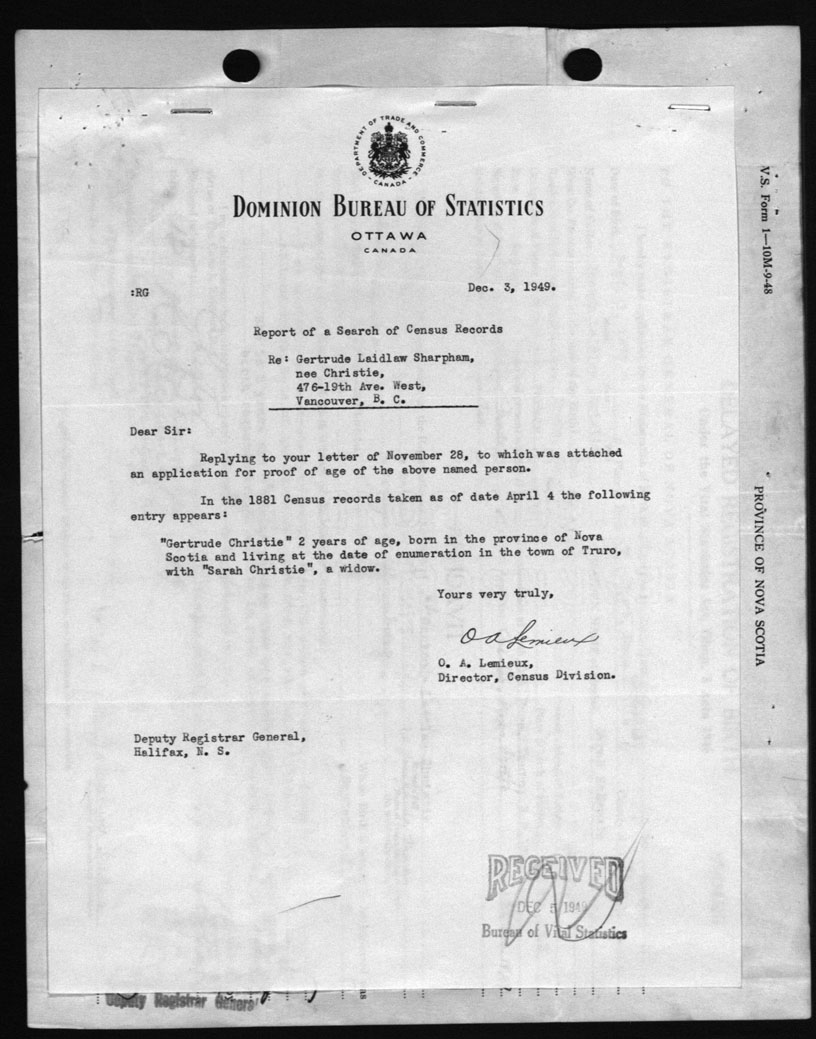 DEPARTMENT OF TRADE AND COMMERCE
- CANADA -
DOMINION BUREAU OF STATISTICS
OTTAWA
CANADA
:RG
Dec. 3, 1949.
Report of a Search of Census Records
Re: Gertrude Laidlaw Sharpham,
nee Christie,
476-19th Ave. West,
Vancouver, B. C.
Dear Sir:
Replying to your letter of November 28, to which was attached
an application for proof of age of the above named person.
In the 1881 Census records taken as of date April 4 the following
entry appears:
"Gertrude Christie" 2 years of age, born in the province of Nova
Scotia and living at the date of enumeration in the town of Truro,
with "Sarah Christie", a widow.
Yours very truly,
O A Lemieux
O. A. Lemieux,
Director, Census Division.
Deputy Registrar General,
Halifax, N. S.
RECEIVED
DEC 5 1949
Bureau of Vital Statistics
Deputy Registrar General
V.S. Form 1—10M-9-48
PROVINCE OF NOVA SCOTIA